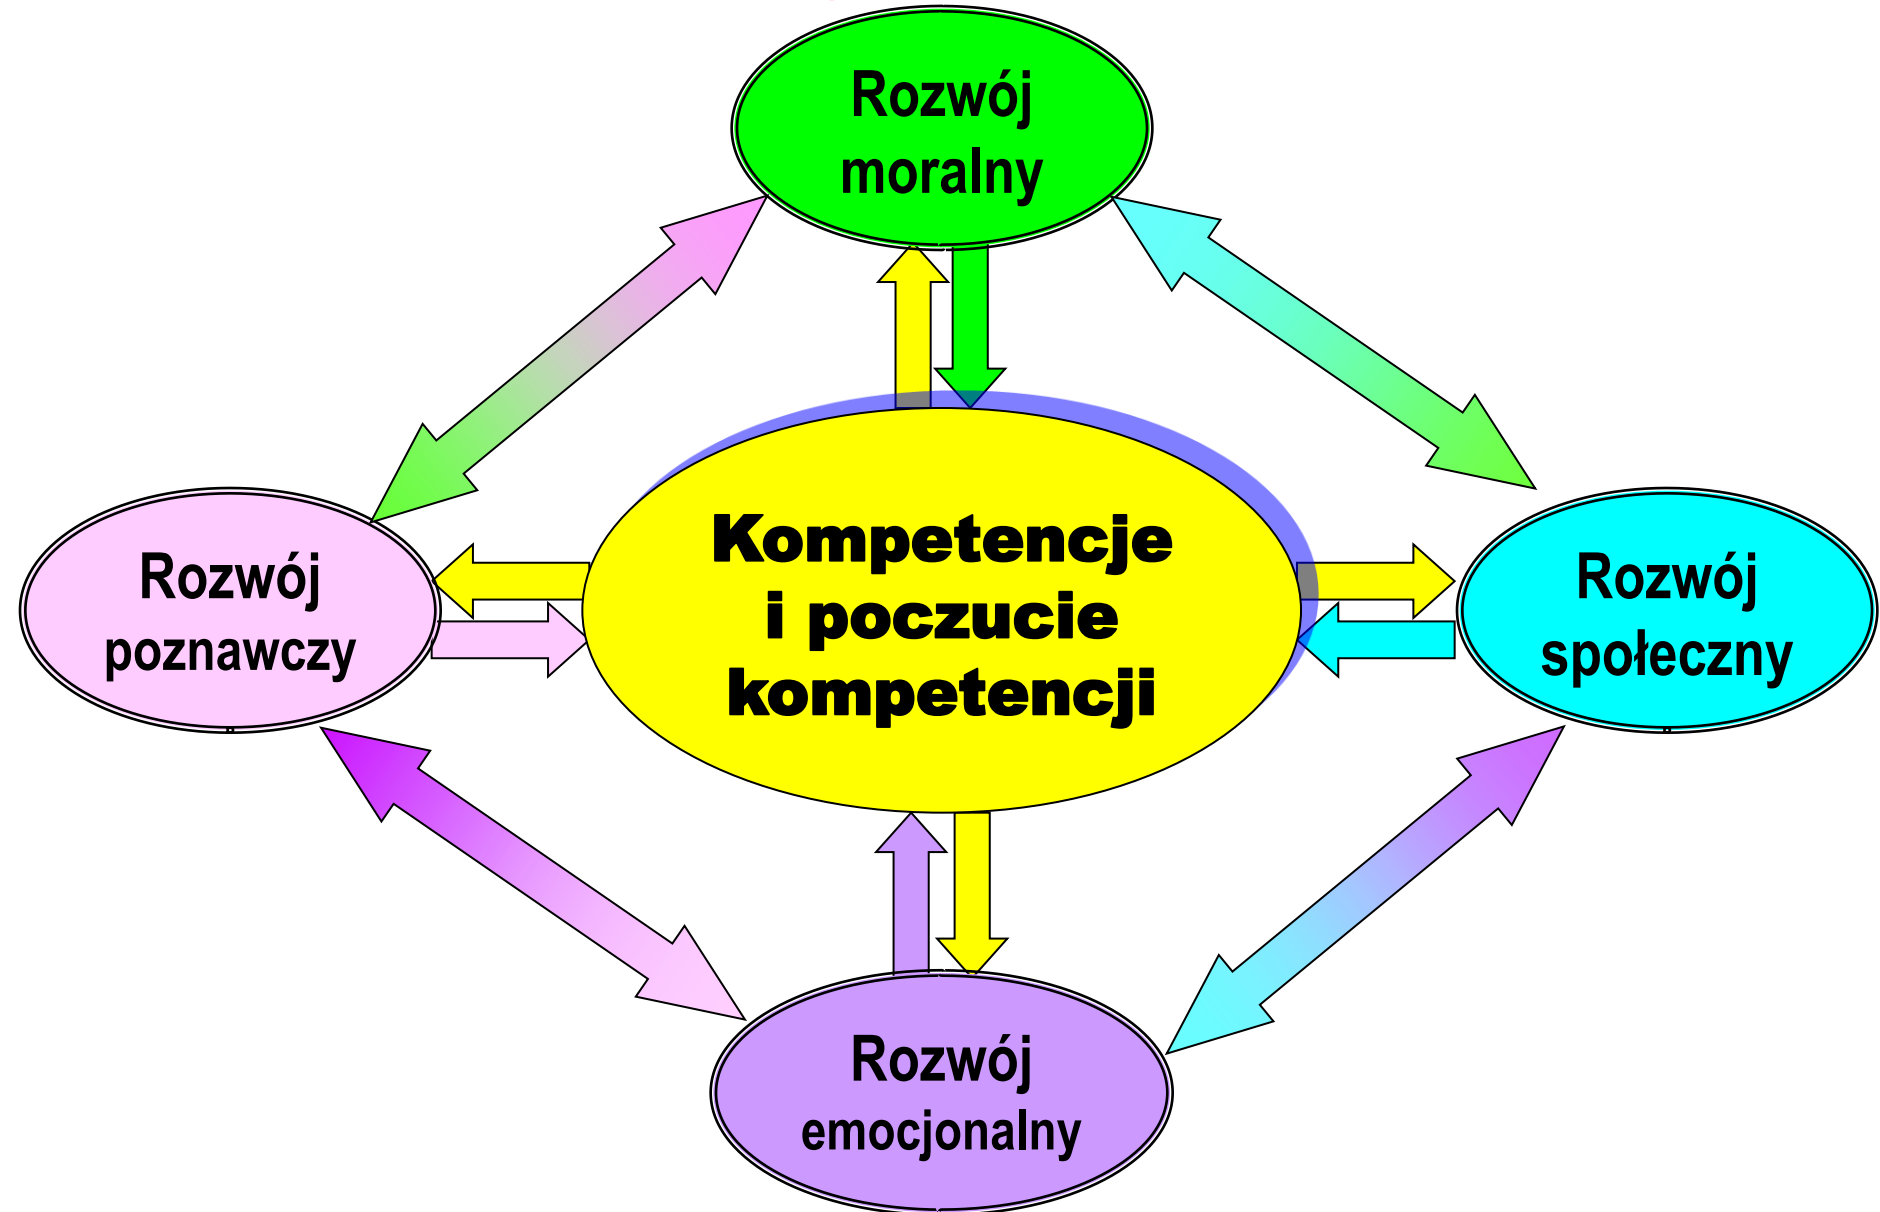 Rozwój
moralny
Rozwój
poznawczy
Kompetencje
i poczucie
kompetencji
Rozwój
społeczny
Rozwój
emocjonalny